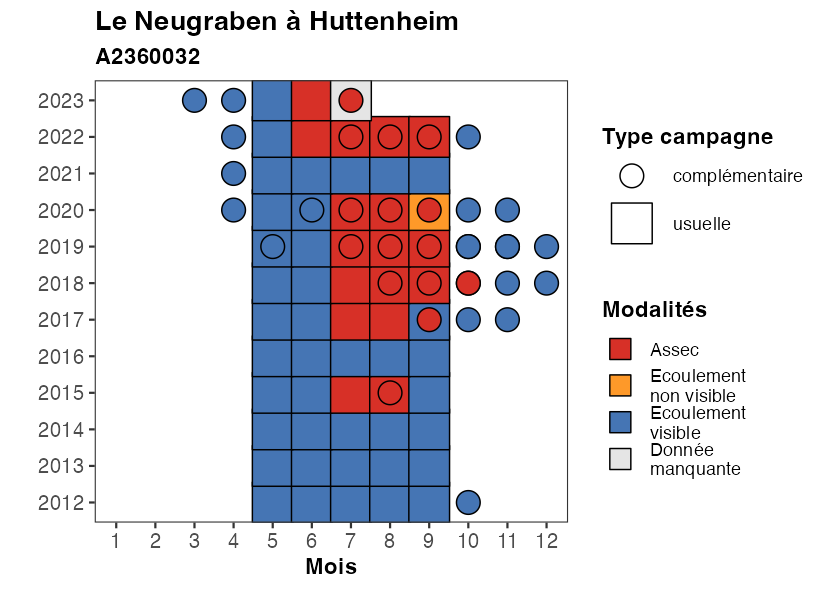 Le Neugraben à Huttenheim
A2360032
2023
2022
2021
2020
2019
2018
2017
2016
2015
2014
2013
2012
1 2 3 4 5 6 7 8 9 10 11 12
Mois
Type campagne
complémentaire
usuelle
Modalités
Assec
Ecoulement
non visible
Ecoulement
visible
Donnée
manquante